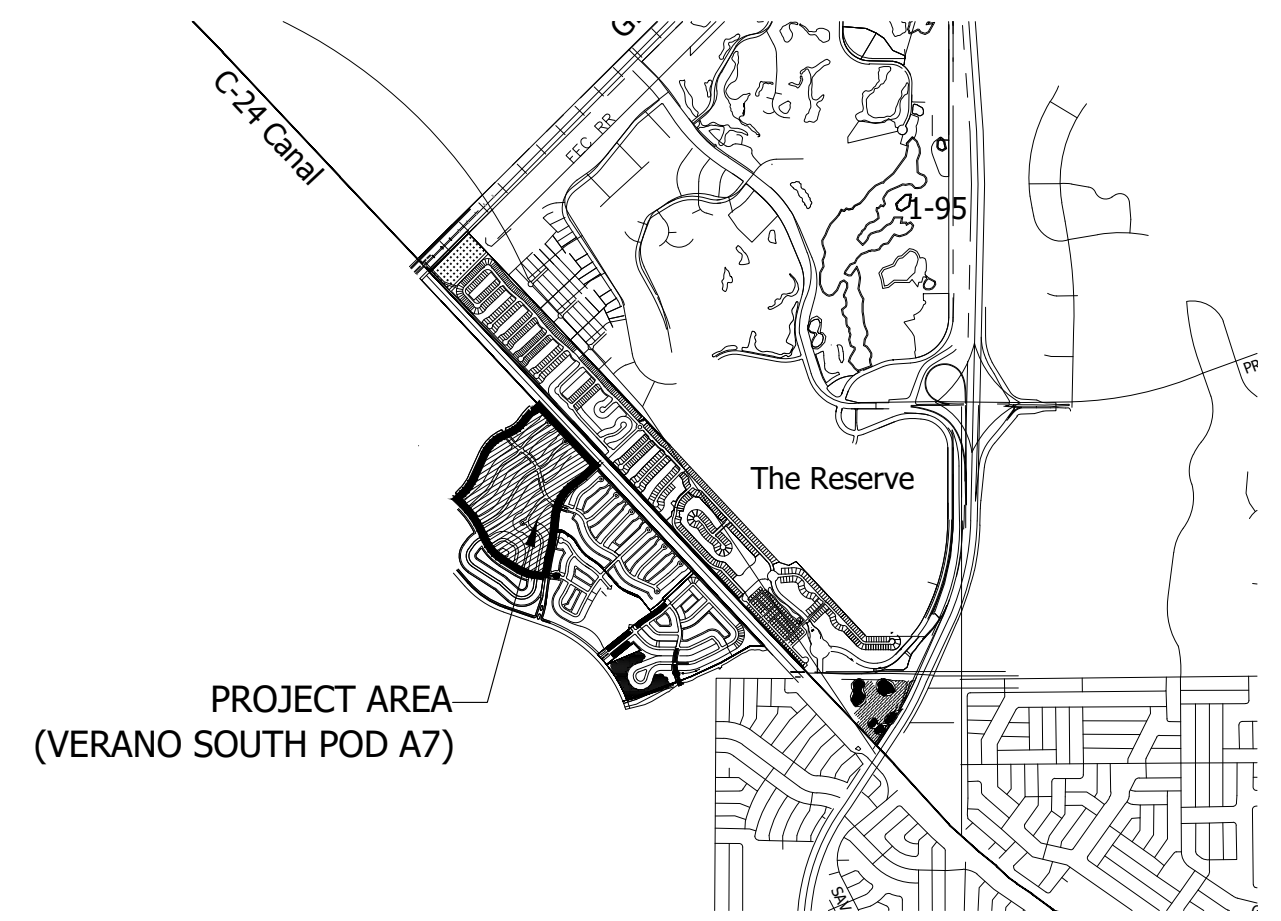 C-24 Canal
FEC RR
1-95
The Reserve
PROJECT AREA
(VERANO SOUTH POD A7)